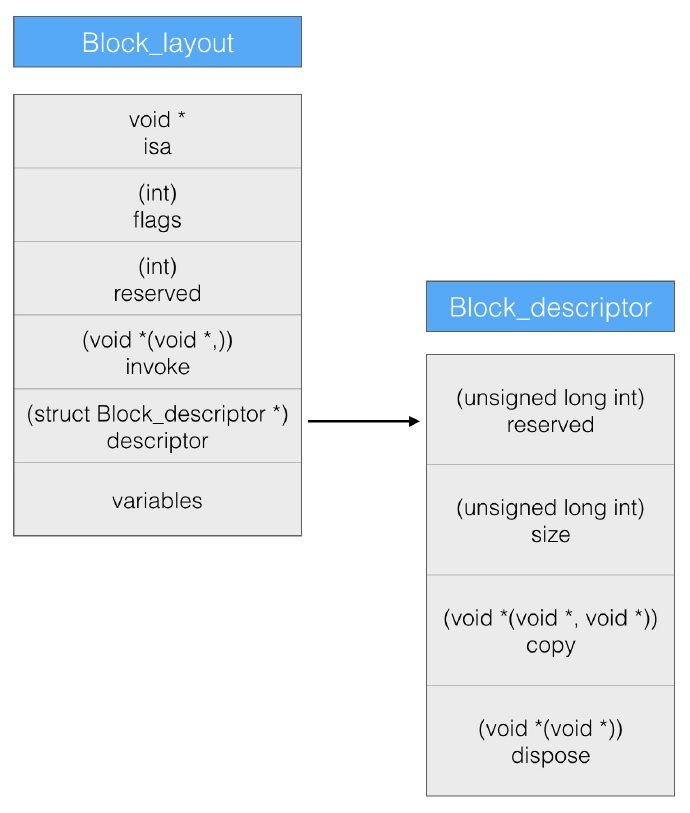 Block_layout
void *
isa
(int)
flags
(int)
reserved
(void *(void *,))
invoke
(struct Block_descriptor *)
descriptor
variables
Block_descriptor
(unsigned long int)
reserved
(unsigned long int)
size
(void *(void *, void *))
copy
(void *(void *))
dispose